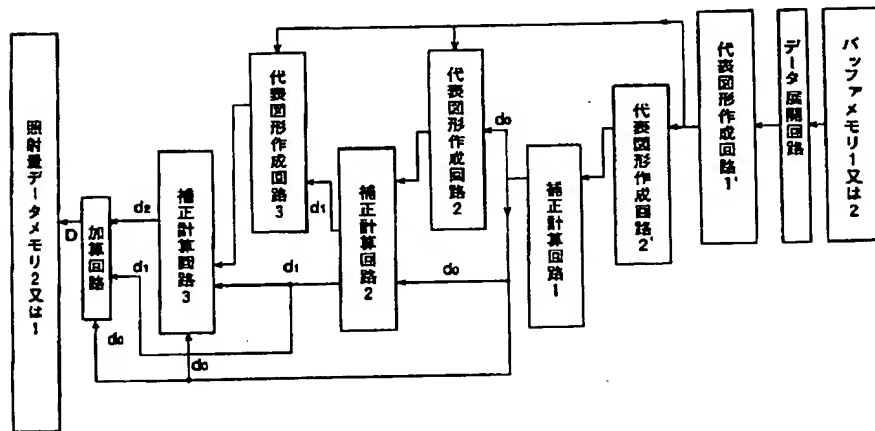 バッファメモリ1又は2
データ展開回路
代表図形作成回路1'
代表図形作成回路2'
補正計算回路1
代表図形作成回路2
d0
補正計算回路2
d0
代表図形作成回路3
d1
補正計算回路3
d1
d0
加算回路
d2
d1
d0
D
照射量データメモリ2又は1